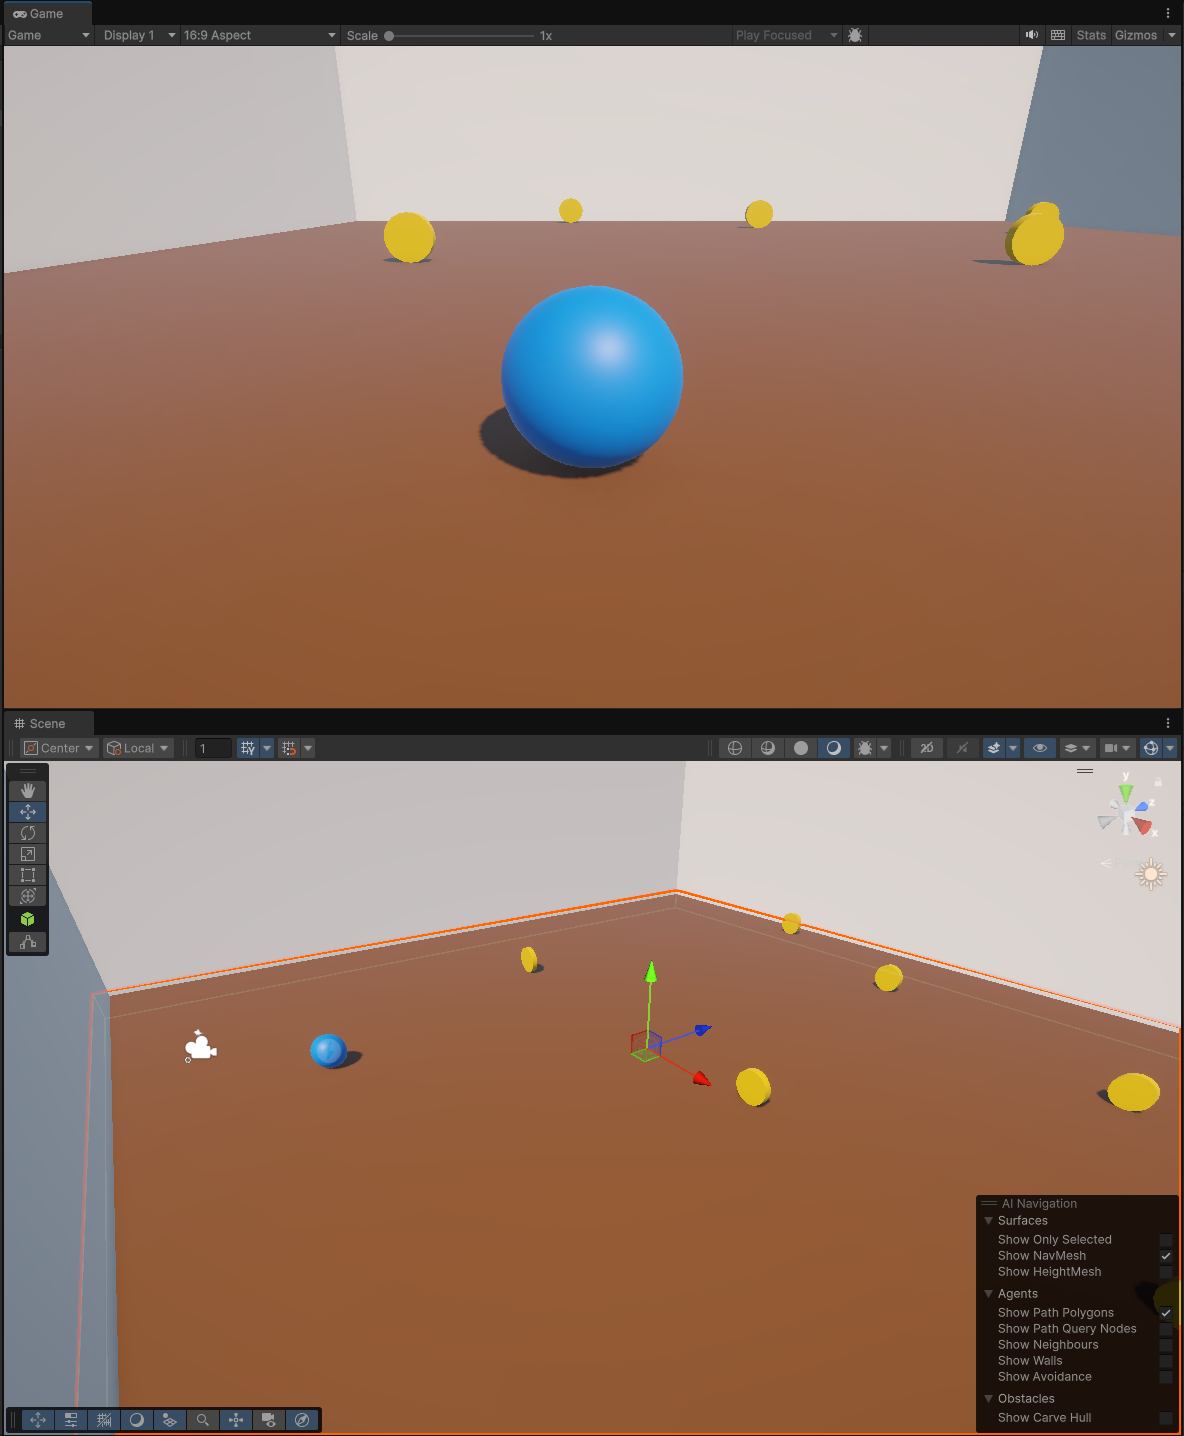 Game
Game Display 1 16:9 Aspect Scale 1x Play Focused Stats Gizmos
Scene
Center Local 1 2D
y
z
x
AI Navigation
Surfaces
Show Only Selected
Show NavMesh
Show HeightMesh
Agents
Show Path Polygons
Show Path Query Nodes
Show Neighbours
Show Walls
Show Avoidance
Obstacles
Show Carve Hull